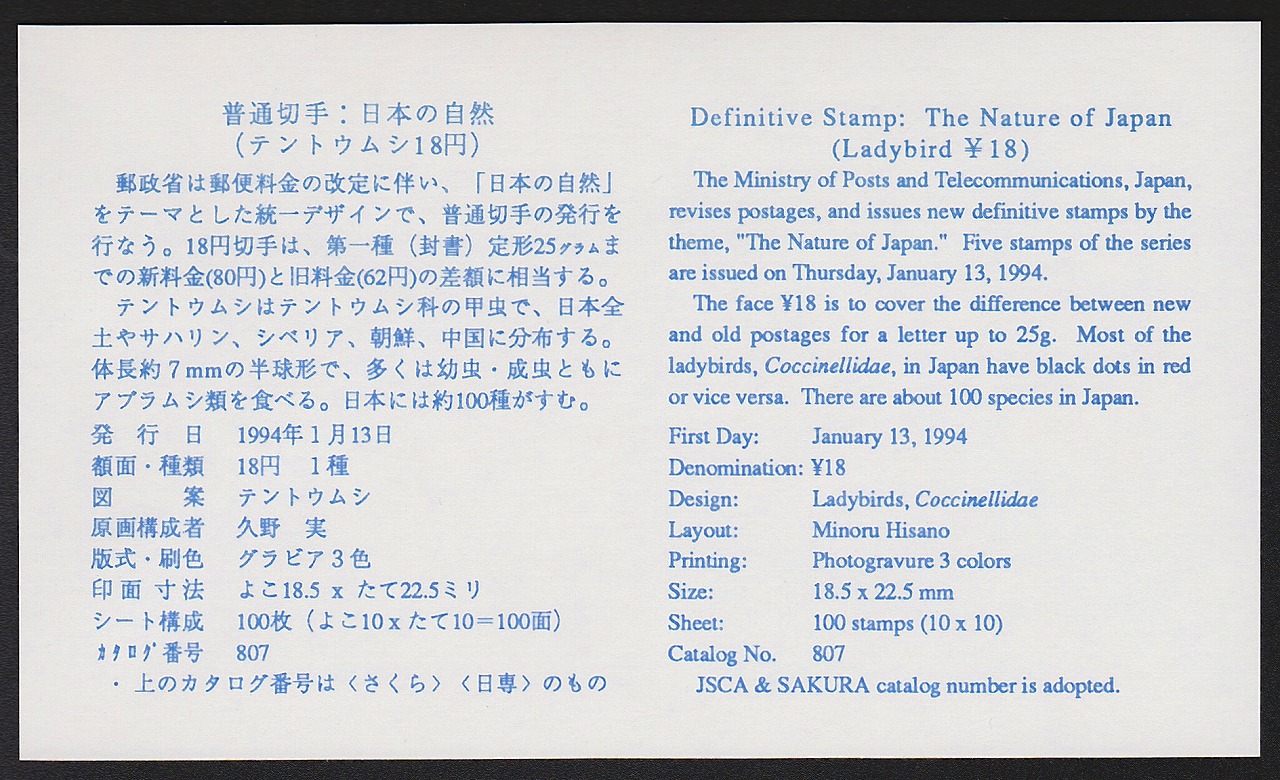 普通切手：日本の自然
（テントウムシ18円）
郵政省は郵便料金の改定に伴い、「日本の自然」
をテーマとした統一デザインで、普通切手の発行を
行なう。18円切手は、第一種（封書）定形25グラムま
での新料金(80円)と旧料金(62円)の差額に相当する。
テントウムシはテントウムシ科の甲虫で、日本全
土やサハリン、シベリア、朝鮮、中国に分布する。
体長約７mmの半球形で、多くは幼虫・成虫ともに
アブラムシ類を食べる。日本には約100種がすむ。
発　行　日　1994年１月13日
額面・種類　18円　１種
図　　　案　テントウムシ
原画構成者　久野　実
版式・刷色　グラビア３色
印 面 寸 法　よこ18.5 x たて22.5ミリ
シート構成　100枚（よこ10 x たて10＝100面）
ｶﾀﾛｸﾞ番号　807
・上のカタログ番号は〈さくら〉〈日専〉のもの
Definitive Stamp: The Nature of Japan
(Ladybird ¥18)
The Ministry of Posts and Telecommunications, Japan,
revises postages, and issues new definitive stamps by the
theme, "The Nature of Japan." Five stamps of the series
are issued on Thursday, January 13, 1994.
The face ¥18 is to cover the difference between new
and old postages for a letter up to 25g. Most of the
ladybirds, Coccinellidae, in Japan have black dots in red
or vice versa. There are about 100 species in Japan.
First Day: January 13, 1994
Denomination: ¥18
Design: Ladybirds, Coccinellidae
Layout: Minoru Hisano
Printing: Photogravure 3 colors
Size: 18.5 x 22.5 mm
Sheet: 100 stamps (10 x 10)
Catalog No. 807
JSCA & SAKURA catalog number is adopted.